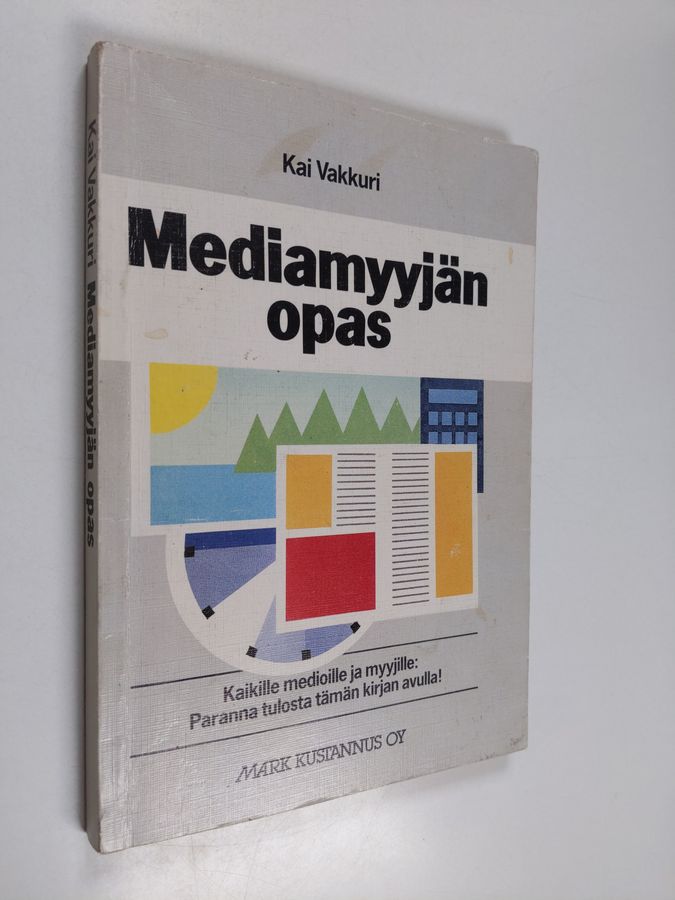 Kai Vakkuri
Mediamyyjän
opas
Kaikille medioille ja myyjille:
Paranna tulosta tämän kirjan avulla!
MARK KUSTANNUS OY
Kai Vakkuri Mediamyyjän opas